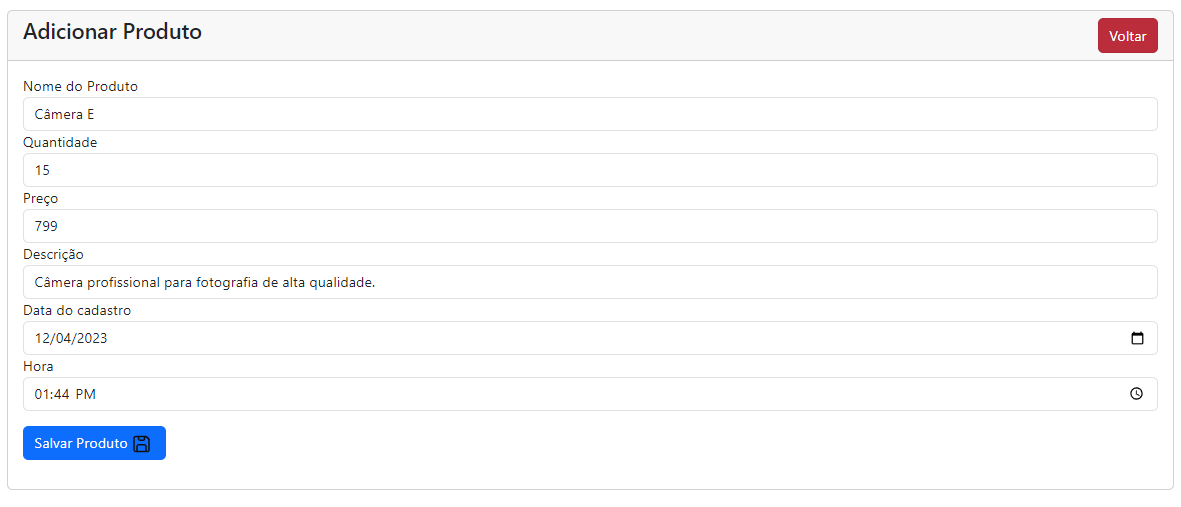 Adicionar Produto
Voltar
Nome do Produto
Câmera E
Quantidade
15
Preço
799
Descrição
Câmera profissional para fotografia de alta qualidade.
Data do cadastro
12/04/2023
Hora
01:44 PM
Salvar Produto